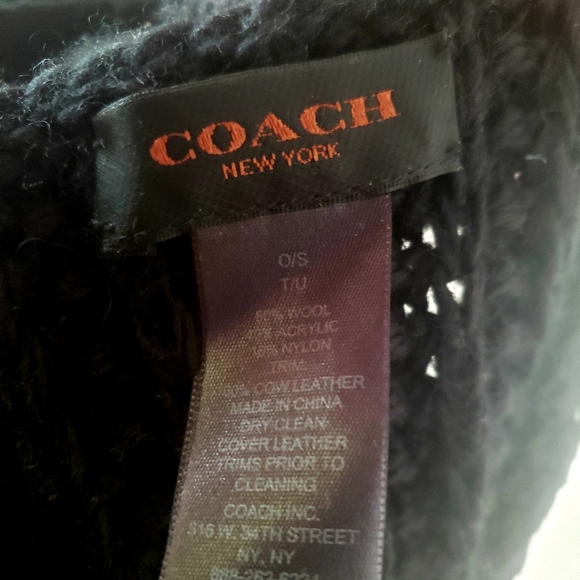 COACH
NEW YORK
O/S
T/U
WOOL
ACRYLIC
NYLON
TRIM
COW LEATHER
MADE IN CHINA
DRY CLEAN
COVER LEATHER
TRIMS PRIOR TO
CLEANING
COACH INC.
516 W. 34TH STREET
NY, NY